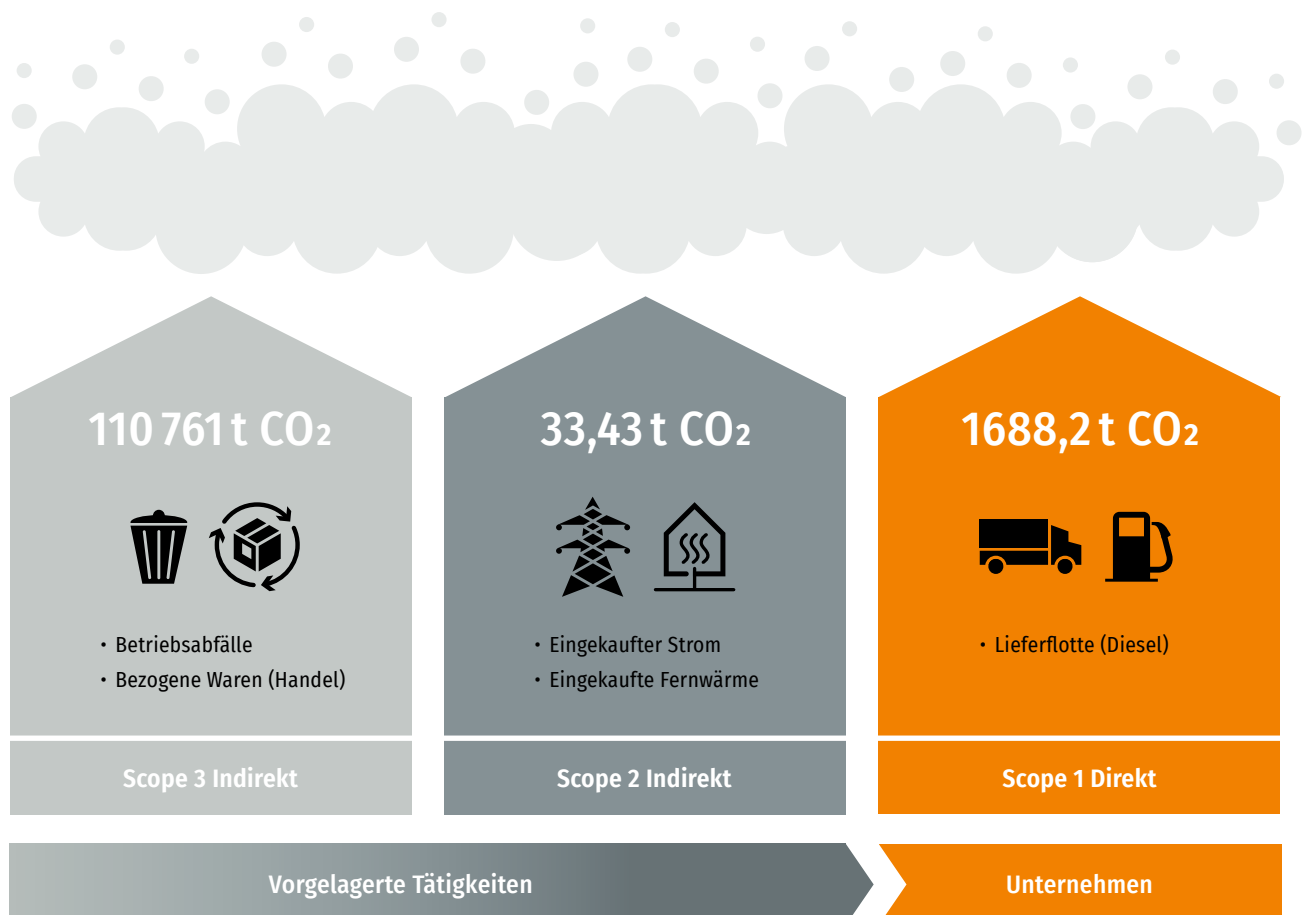 110 761 t CO₂
• Betriebsabfälle
• Bezogene Waren (Handel)
Scope 3 Indirekt
33,43 t CO₂
• Eingekaufter Strom
• Eingekaufte Fernwärme
Scope 2 Indirekt
1688,2 t CO₂
• Lieferflotte (Diesel)
Scope 1 Direkt
Vorgelagerte Tätigkeiten
Unternehmen